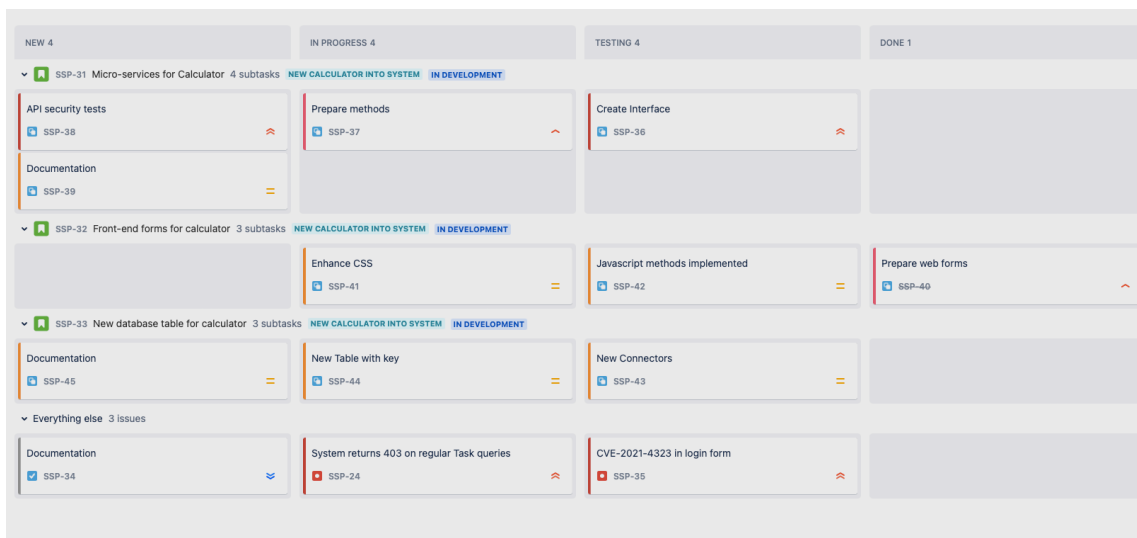 NEW 4 IN PROGRESS 4 TESTING 4 DONE 1
SSP-31 Micro-services for Calculator 4 subtasks NEW CALCULATOR INTO SYSTEM IN DEVELOPMENT
API security tests Prepare methods Create Interface
SSP-38 SSP-37 SSP-36
Documentation
SSP-39
SSP-32 Front-end forms for calculator 3 subtasks NEW CALCULATOR INTO SYSTEM IN DEVELOPMENT
Enhance CSS Javascript methods implemented Prepare web forms
SSP-41 SSP-42 SSP-40
SSP-33 New database table for calculator 3 subtasks NEW CALCULATOR INTO SYSTEM IN DEVELOPMENT
Documentation New Table with key New Connectors
SSP-45 SSP-44 SSP-43
Everything else 3 issues
Documentation System returns 403 on regular Task queries CVE-2021-4323 in login form
SSP-34 SSP-24 SSP-35